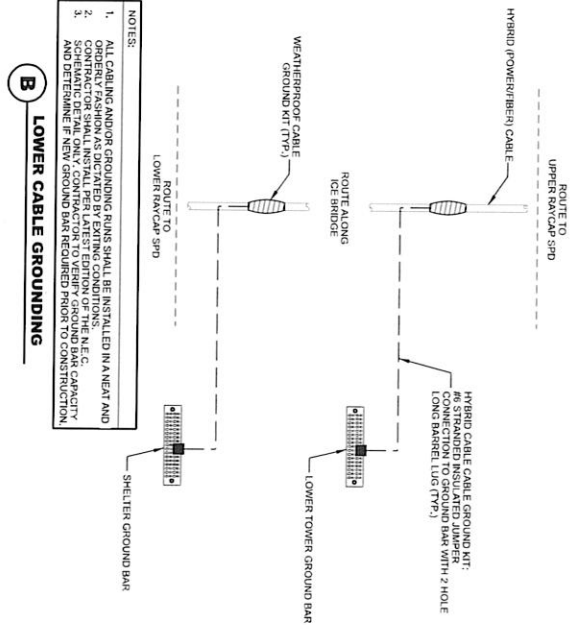 ROUTE TO
UPPER RAYCAP SPD
HYBRID (POWER/FIBER) CABLE
HYBRID CABLE CABLE GROUND KIT:
#6 STRANDED INSULATED JUMPER
CONNECTION TO GROUND BAR WITH 2 HOLE
LONG BARREL LUG (TYP.)
ROUTE ALONG
ICE BRIDGE
LOWER TOWER GROUND BAR
WEATHERPROOF CABLE
GROUND KIT (TYP.)
ROUTE TO
LOWER RAYCAP SPD
SHELTER GROUND BAR
NOTES:
1. ALL CABLING AND/OR GROUNDING RUNS SHALL BE INSTALLED IN A NEAT AND
ORDERLY FASHION AS DICTATED BY EXITING CONDITIONS.
2. CONTRACTOR SHALL INSTALL PER LATEST EDITION OF THE N.E.C.
3. SCHEMATIC DETAIL ONLY. CONTRACTOR TO VERIFY GROUND BAR CAPACITY
AND DETERMINE IF NEW GROUND BAR REQUIRED PRIOR TO CONSTRUCTION.
B LOWER CABLE GROUNDING